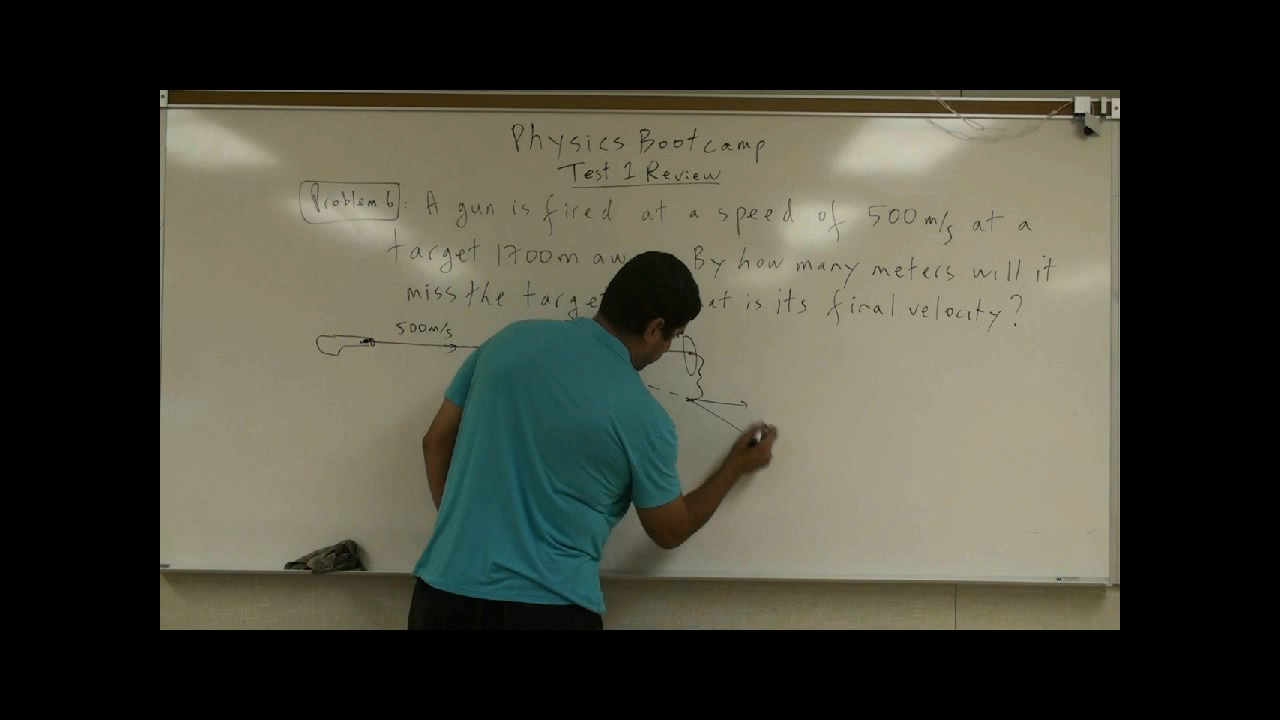 Physics Bootcamp
Test 1 Review
Problem 6: A gun is fired at a speed of 500m/s at a
target 1700m aw By how many meters will it
miss the targe at is its final velocity?
500m/s